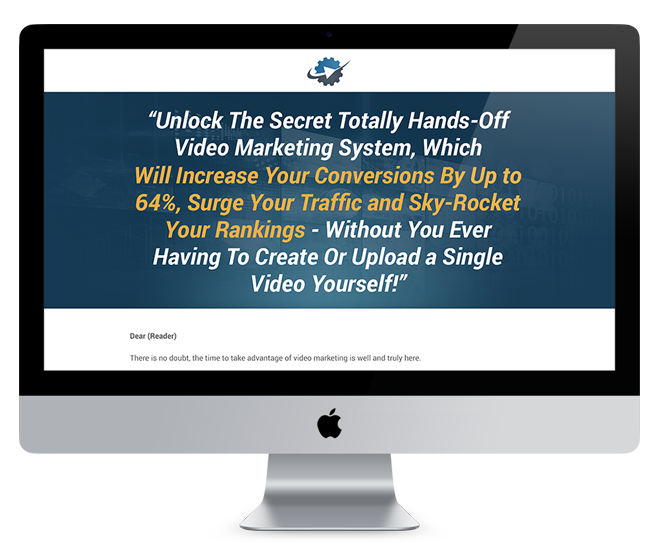 “Unlock The Secret Totally Hands-Off
Video Marketing System, Which
Will Increase Your Conversions By Up to
64%, Surge Your Traffic and Sky-Rocket
Your Rankings - Without You Ever
Having To Create Or Upload a Single
Video Yourself!”
Dear (Reader)
There is no doubt, the time to take advantage of video marketing is well and truly here.